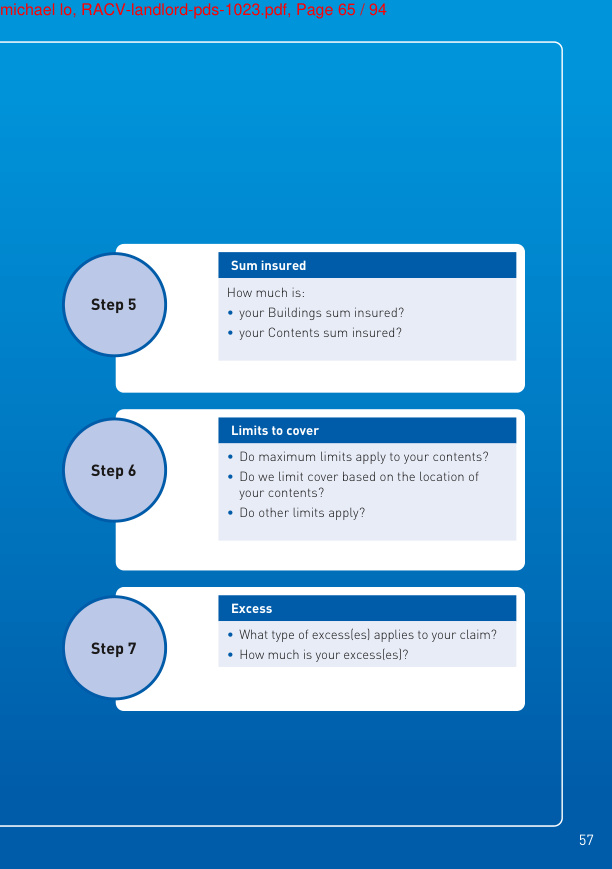 michael lo, RACV-landlord-pds-1023.pdf, Page 65 / 94
Step 5
Sum insured
How much is:
• your Buildings sum insured?
• your Contents sum insured?
Step 6
Limits to cover
• Do maximum limits apply to your contents?
• Do we limit cover based on the location of
your contents?
• Do other limits apply?
Step 7
Excess
• What type of excess(es) applies to your claim?
• How much is your excess(es)?
57